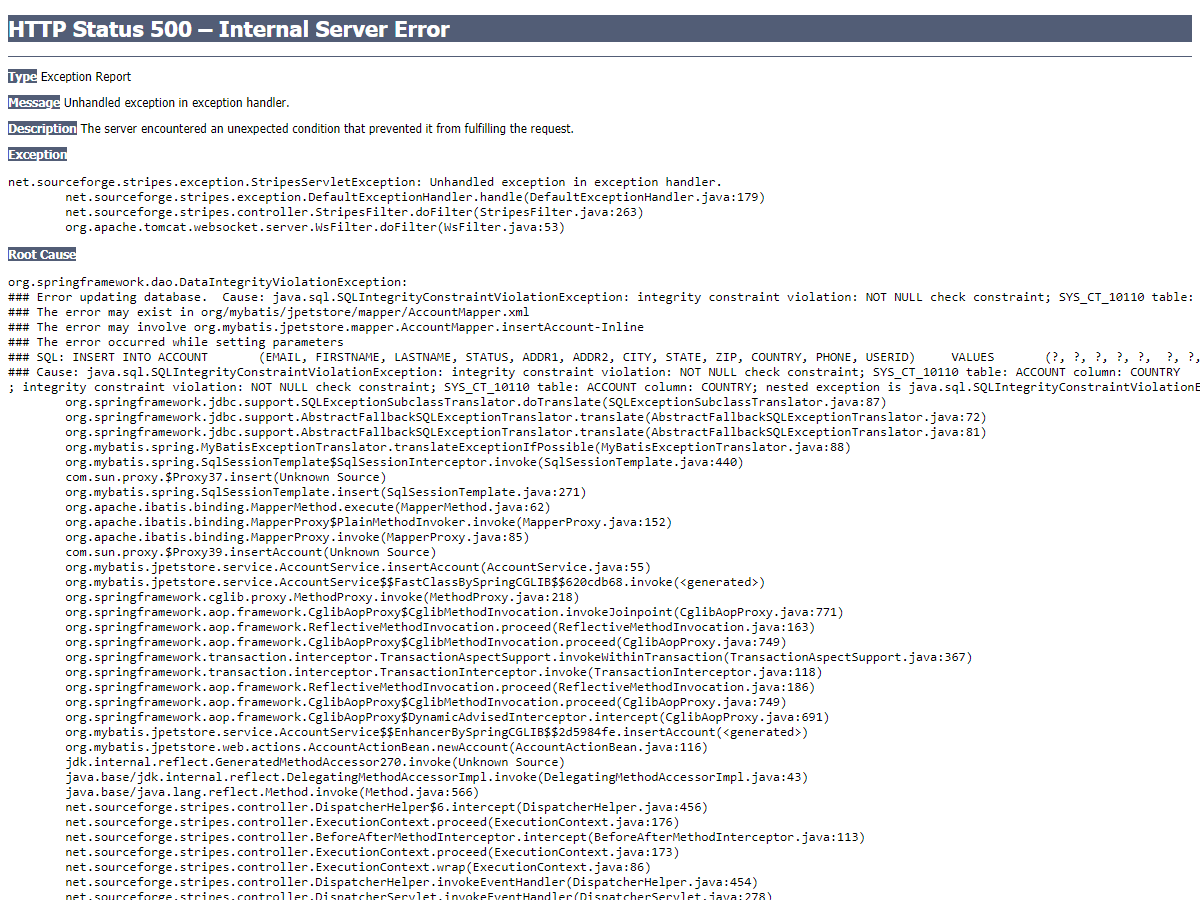 HTTP Status 500 – Internal Server Error
Type Exception Report
Message Unhandled exception in exception handler.
Description The server encountered an unexpected condition that prevented it from fulfilling the request.
Exception
net.sourceforge.stripes.exception.StripesServletException: Unhandled exception in exception handler.
net.sourceforge.stripes.exception.DefaultExceptionHandler.handle(DefaultExceptionHandler.java:179)
net.sourceforge.stripes.controller.StripesFilter.doFilter(StripesFilter.java:263)
org.apache.tomcat.websocket.server.WsFilter.doFilter(WsFilter.java:53)
Root Cause
org.springframework.dao.DataIntegrityViolationException:
### Error updating database.  Cause: java.sql.SQLIntegrityConstraintViolationException: integrity constraint violation: NOT NULL check constraint; SYS_CT_10110 table:
### The error may exist in org/mybatis/jpetstore/mapper/AccountMapper.xml
### The error may involve org.mybatis.jpetstore.mapper.AccountMapper.insertAccount-Inline
### The error occurred while setting parameters
### SQL: INSERT INTO ACCOUNT       (EMAIL, FIRSTNAME, LASTNAME, STATUS, ADDR1, ADDR2, CITY, STATE, ZIP, COUNTRY, PHONE, USERID)     VALUES       (?, ?, ?, ?, ?,  ?, ?,
### Cause: java.sql.SQLIntegrityConstraintViolationException: integrity constraint violation: NOT NULL check constraint; SYS_CT_10110 table: ACCOUNT column: COUNTRY
; integrity constraint violation: NOT NULL check constraint; SYS_CT_10110 table: ACCOUNT column: COUNTRY; nested exception is java.sql.SQLIntegrityConstraintViolationE
org.springframework.jdbc.support.SQLExceptionSubclassTranslator.doTranslate(SQLExceptionSubclassTranslator.java:87)
org.springframework.jdbc.support.AbstractFallbackSQLExceptionTranslator.translate(AbstractFallbackSQLExceptionTranslator.java:72)
org.springframework.jdbc.support.AbstractFallbackSQLExceptionTranslator.translate(AbstractFallbackSQLExceptionTranslator.java:81)
org.mybatis.spring.MyBatisExceptionTranslator.translateExceptionIfPossible(MyBatisExceptionTranslator.java:88)
org.mybatis.spring.SqlSessionTemplate$SqlSessionInterceptor.invoke(SqlSessionTemplate.java:440)
com.sun.proxy.$Proxy37.insert(Unknown Source)
org.mybatis.spring.SqlSessionTemplate.insert(SqlSessionTemplate.java:271)
org.apache.ibatis.binding.MapperMethod.execute(MapperMethod.java:62)
org.apache.ibatis.binding.MapperProxy$PlainMethodInvoker.invoke(MapperProxy.java:152)
org.apache.ibatis.binding.MapperProxy.invoke(MapperProxy.java:85)
com.sun.proxy.$Proxy39.insertAccount(Unknown Source)
org.mybatis.jpetstore.service.AccountService.insertAccount(AccountService.java:55)
org.mybatis.jpetstore.service.AccountService$$FastClassBySpringCGLIB$$620cdb68.invoke(<generated>)
org.springframework.cglib.proxy.MethodProxy.invoke(MethodProxy.java:218)
org.springframework.aop.framework.CglibAopProxy$CglibMethodInvocation.invokeJoinpoint(CglibAopProxy.java:771)
org.springframework.aop.framework.ReflectiveMethodInvocation.proceed(ReflectiveMethodInvocation.java:163)
org.springframework.aop.framework.CglibAopProxy$CglibMethodInvocation.proceed(CglibAopProxy.java:749)
org.springframework.transaction.interceptor.TransactionAspectSupport.invokeWithinTransaction(TransactionAspectSupport.java:367)
org.springframework.transaction.interceptor.TransactionInterceptor.invoke(TransactionInterceptor.java:118)
org.springframework.aop.framework.ReflectiveMethodInvocation.proceed(ReflectiveMethodInvocation.java:186)
org.springframework.aop.framework.CglibAopProxy$CglibMethodInvocation.proceed(CglibAopProxy.java:749)
org.springframework.aop.framework.CglibAopProxy$DynamicAdvisedInterceptor.intercept(CglibAopProxy.java:691)
org.mybatis.jpetstore.service.AccountService$$EnhancerBySpringCGLIB$$2d5984fe.insertAccount(<generated>)
org.mybatis.jpetstore.web.actions.AccountActionBean.newAccount(AccountActionBean.java:116)
jdk.internal.reflect.GeneratedMethodAccessor270.invoke(Unknown Source)
java.base/jdk.internal.reflect.DelegatingMethodAccessorImpl.invoke(DelegatingMethodAccessorImpl.java:43)
java.base/java.lang.reflect.Method.invoke(Method.java:566)
net.sourceforge.stripes.controller.DispatcherHelper$6.intercept(DispatcherHelper.java:456)
net.sourceforge.stripes.controller.ExecutionContext.proceed(ExecutionContext.java:176)
net.sourceforge.stripes.controller.BeforeAfterMethodInterceptor.intercept(BeforeAfterMethodInterceptor.java:113)
net.sourceforge.stripes.controller.ExecutionContext.proceed(ExecutionContext.java:173)
net.sourceforge.stripes.controller.ExecutionContext.wrap(ExecutionContext.java:86)
net.sourceforge.stripes.controller.DispatcherHelper.invokeEventHandler(DispatcherHelper.java:454)
net.sourceforge.stripes.controller.DispatcherServlet.invokeEventHandler(DispatcherServlet.java:278)